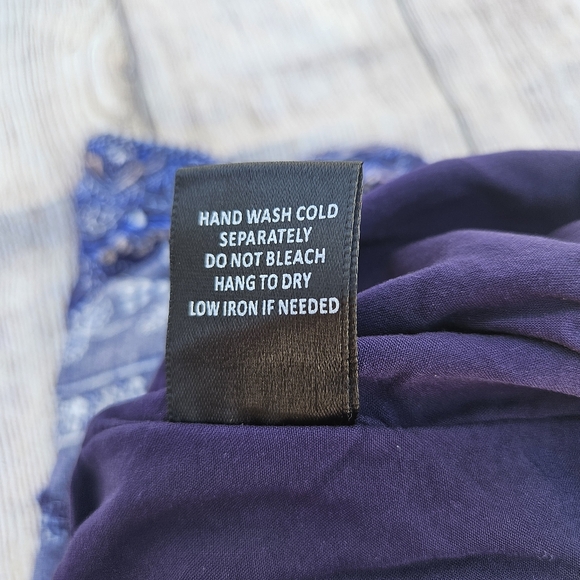 HAND WASH COLD
SEPARATELY
DO NOT BLEACH
HANG TO DRY
LOW IRON IF NEEDED